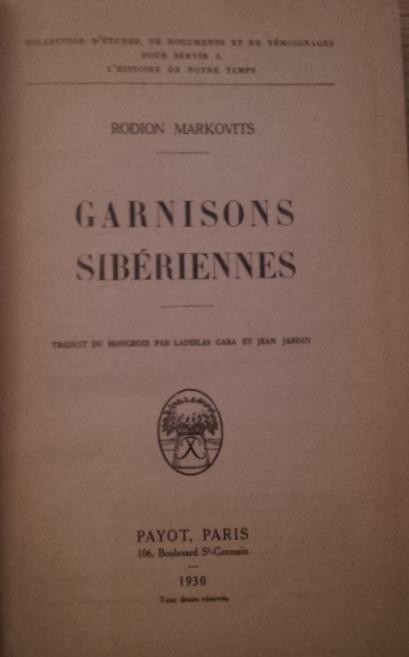 COLLECTION D'ÉTUDES, DE DOCUMENTS ET DE TÉMOIGNAGES
POUR SERVIR A
L'HISTOIRE DE NOTRE TEMPS
RODION MARKOVITS
GARNISONS
SIBÉRIENNES
TRADUIT DU HONGROIS PAR LADISLAS GARA ET JEAN JARDIN
PAYOT, PARIS
106, Boulevard St-Germain
1930
Tous droits réservés.